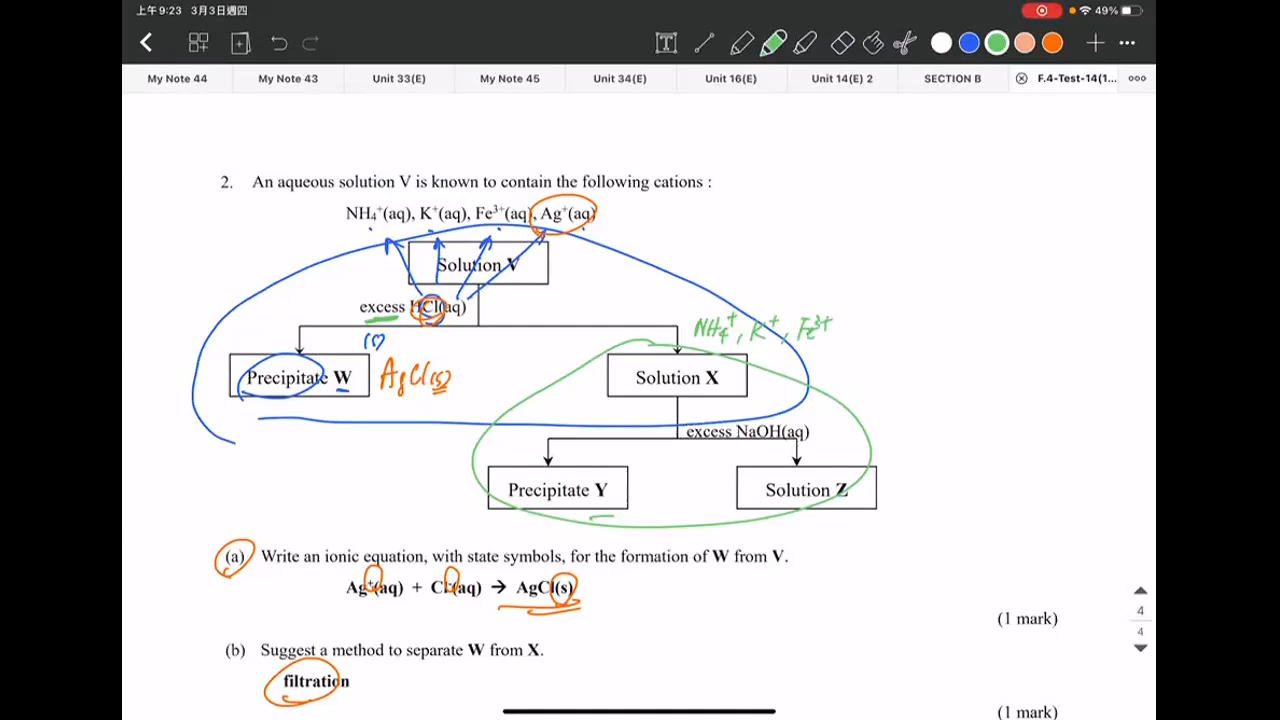 上午9:23 3月3日週四 49%
My Note 44 My Note 43 Unit 33(E) My Note 45 Unit 34(E) Unit 16(E) Unit 14(E) 2 SECTION B F.4-Test-14(1...
2. An aqueous solution V is known to contain the following cations :
NH₄⁺(aq), K⁺(aq), Fe³⁺(aq), Ag⁺(aq)
Solution V
excess HCl(aq)
NH₄⁺, K⁺, Fe³⁺
(1)
Precipitate W
AgCl(s)
Solution X
excess NaOH(aq)
Precipitate Y
Solution Z
(a) Write an ionic equation, with state symbols, for the formation of W from V.
Ag⁺(aq) + Cl⁻(aq) → AgCl(s)
(1 mark)
4
4
(b) Suggest a method to separate W from X.
filtration
(1 mark)